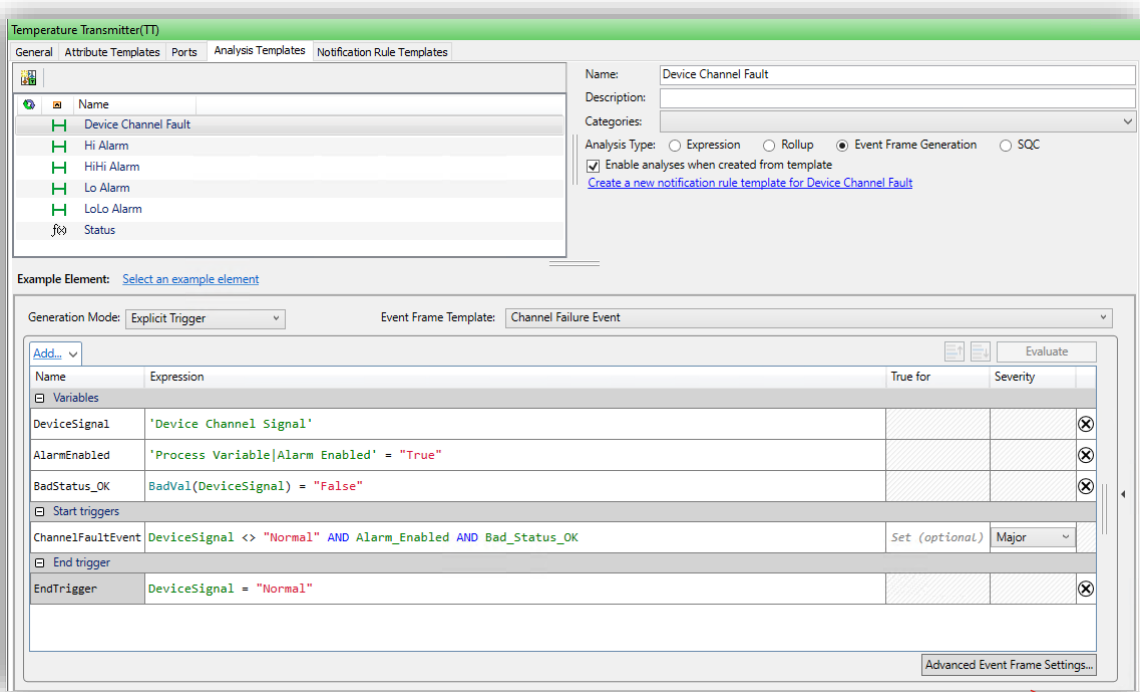 Temperature Transmitter(TT)
General Attribute Templates Ports Analysis Templates Notification Rule Templates
Name
Device Channel Fault
Hi Alarm
HiHi Alarm
Lo Alarm
LoLo Alarm
f(x) Status
Name: Device Channel Fault
Description:
Categories:
Analysis Type: Expression Rollup Event Frame Generation SQC
Enable analyses when created from template
Create a new notification rule template for Device Channel Fault
Example Element: Select an example element
Generation Mode: Explicit Trigger Event Frame Template: Channel Failure Event
Add... Evaluate
Name Expression True for Severity
Variables
DeviceSignal 'Device Channel Signal'
AlarmEnabled 'Process Variable|Alarm Enabled' = "True"
BadStatus_OK BadVal(DeviceSignal) = "False"
Start triggers
ChannelFaultEvent DeviceSignal <> "Normal" AND Alarm_Enabled AND Bad_Status_OK Set (optional) Major
End trigger
EndTrigger DeviceSignal = "Normal"
Advanced Event Frame Settings...